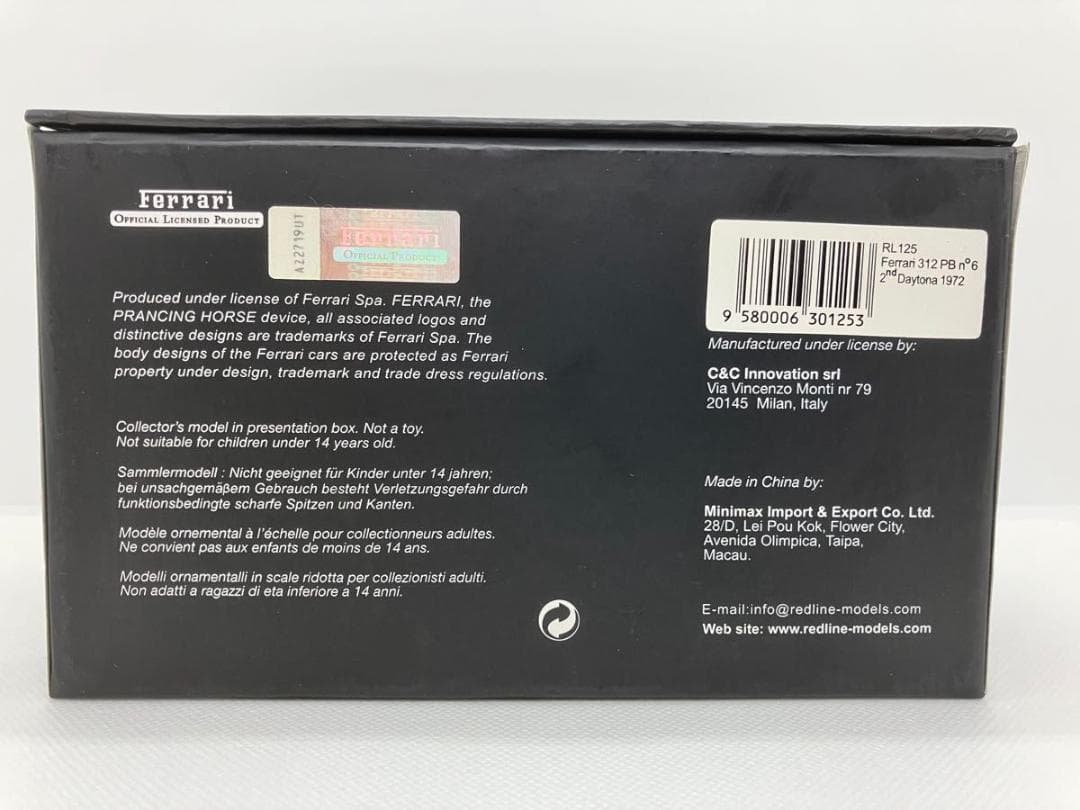 Ferrari
OFFICIAL LICENSED PRODUCT
AZ2719UT
Ferrari
OFFICIAL PRODUCT
Produced under license of Ferrari Spa. FERRARI, the
PRANCING HORSE device, all associated logos and
distinctive designs are trademarks of Ferrari Spa. The
body designs of the Ferrari cars are protected as Ferrari
property under design, trademark and trade dress regulations.
Collector's model in presentation box. Not a toy.
Not suitable for children under 14 years old.
Sammlermodell : Nicht geeignet für Kinder unter 14 jahren;
bei unsachgemäßem Gebrauch besteht Verletzungsgefahr durch
funktionsbedingte scharfe Spitzen und Kanten.
Modèle ornemental à l'échelle pour collectionneurs adultes.
Ne convient pas aux enfants de moins de 14 ans.
Modelli ornamentalli in scale ridotta per collezionisti adulti.
Non adatti a ragazzi di eta inferiore a 14 anni.
RL125
Ferrari 312 PB nº6
2nd Daytona 1972
9 580006 301253
Manufactured under license by:
C&C Innovation srl
Via Vincenzo Monti nr 79
20145 Milan, Italy
Made in China by:
Minimax Import & Export Co. Ltd.
28/D, Lei Pou Kok, Flower City,
Avenida Olimpica, Taipa,
Macau.
E-mail:info@redline-models.com
Web site: www.redline-models.com